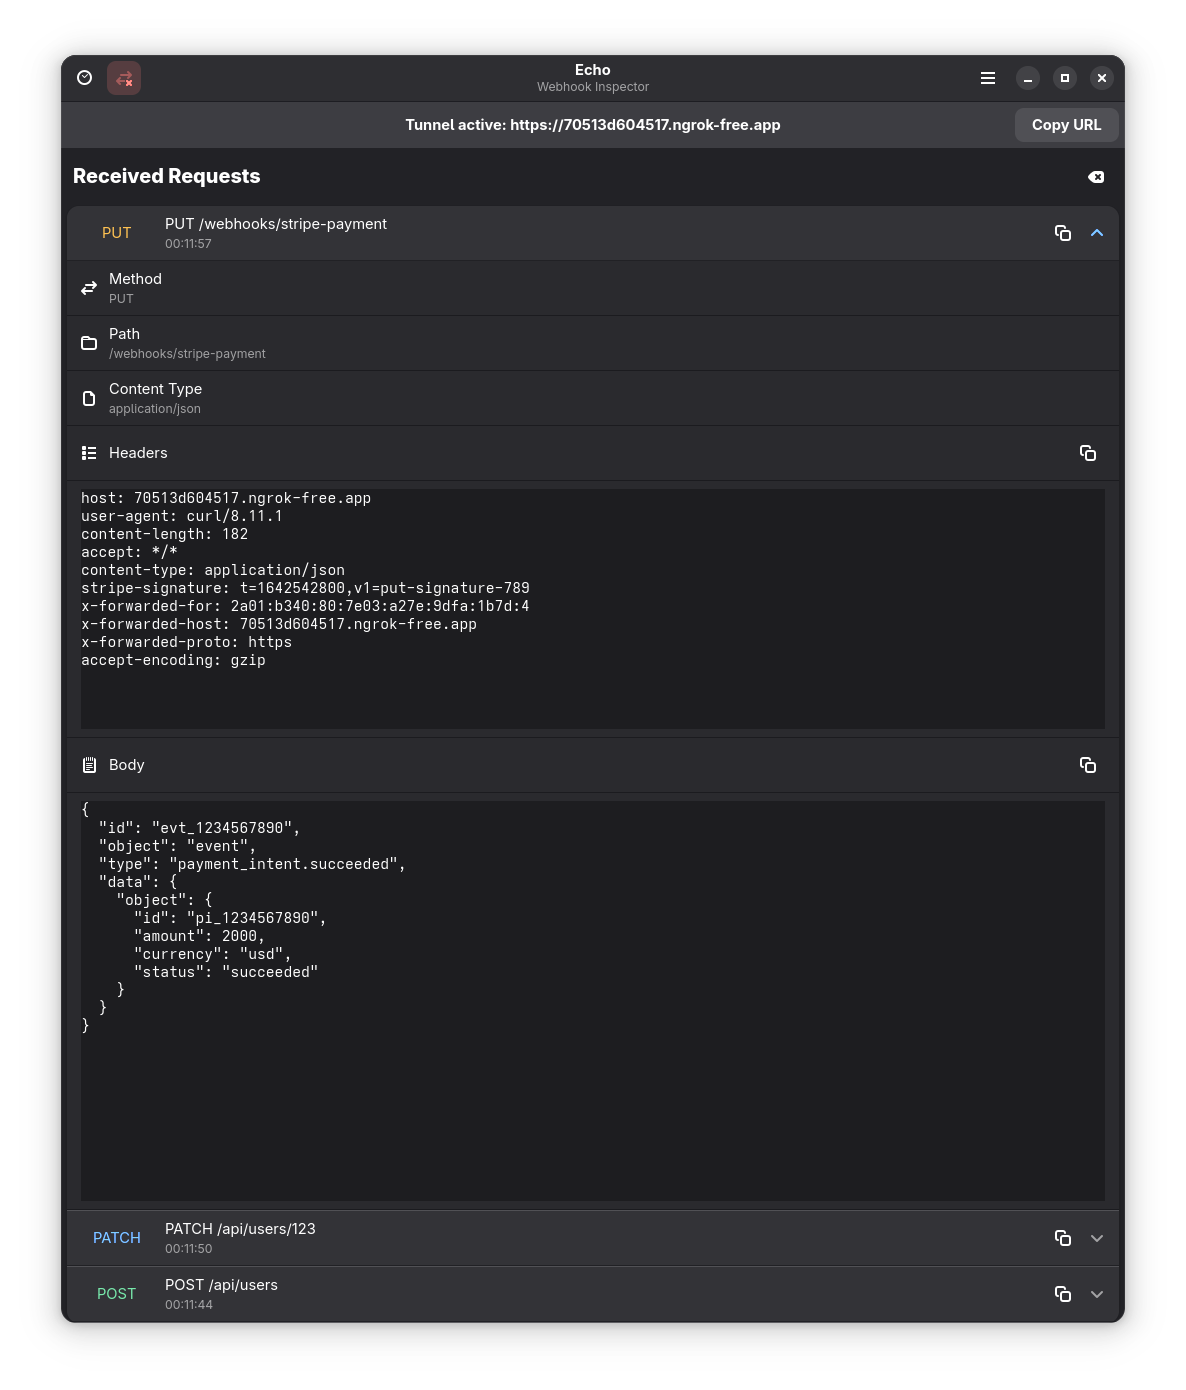 Echo
Webhook Inspector
Tunnel active: https://70513d604517.ngrok-free.app
Copy URL
Received Requests
PUT
PUT /webhooks/stripe-payment
00:11:57
Method
PUT
Path
/webhooks/stripe-payment
Content Type
application/json
Headers
host: 70513d604517.ngrok-free.app
user-agent: curl/8.11.1
content-length: 182
accept: */*
content-type: application/json
stripe-signature: t=1642542800,v1=put-signature-789
x-forwarded-for: 2a01:b340:80:7e03:a27e:9dfa:1b7d:4
x-forwarded-host: 70513d604517.ngrok-free.app
x-forwarded-proto: https
accept-encoding: gzip
Body
{
  "id": "evt_1234567890",
  "object": "event",
  "type": "payment_intent.succeeded",
  "data": {
    "object": {
      "id": "pi_1234567890",
      "amount": 2000,
      "currency": "usd",
      "status": "succeeded"
    }
  }
}
PATCH
PATCH /api/users/123
00:11:50
POST
POST /api/users
00:11:44